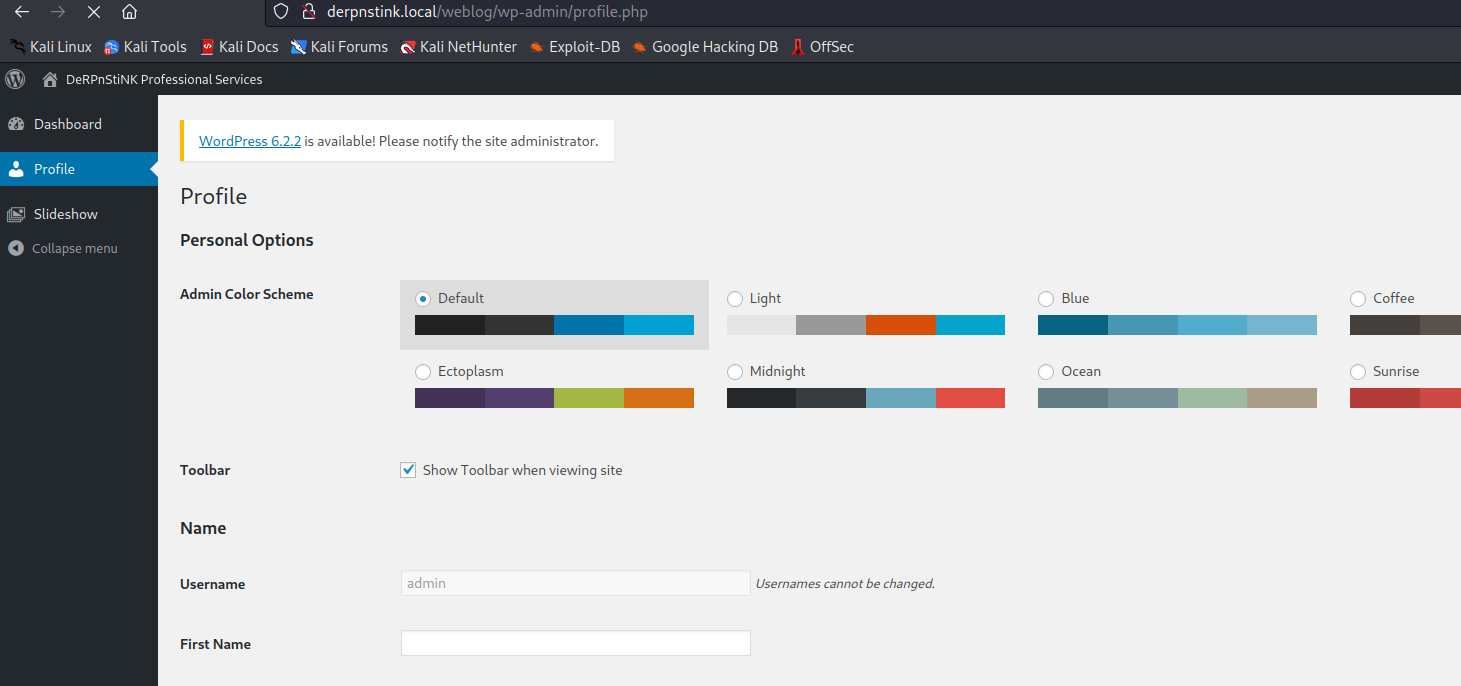 derpnstink.local/weblog/wp-admin/profile.php
Kali Linux Kali Tools Kali Docs Kali Forums Kali NetHunter Exploit-DB Google Hacking DB OffSec
DeRPnStiNK Professional Services
Dashboard
Profile
Slideshow
Collapse menu
WordPress 6.2.2 is available! Please notify the site administrator.
Profile
Personal Options
Admin Color Scheme
Default Light Blue Coffee
Ectoplasm Midnight Ocean Sunrise
Toolbar Show Toolbar when viewing site
Name
Username admin Usernames cannot be changed.
First Name